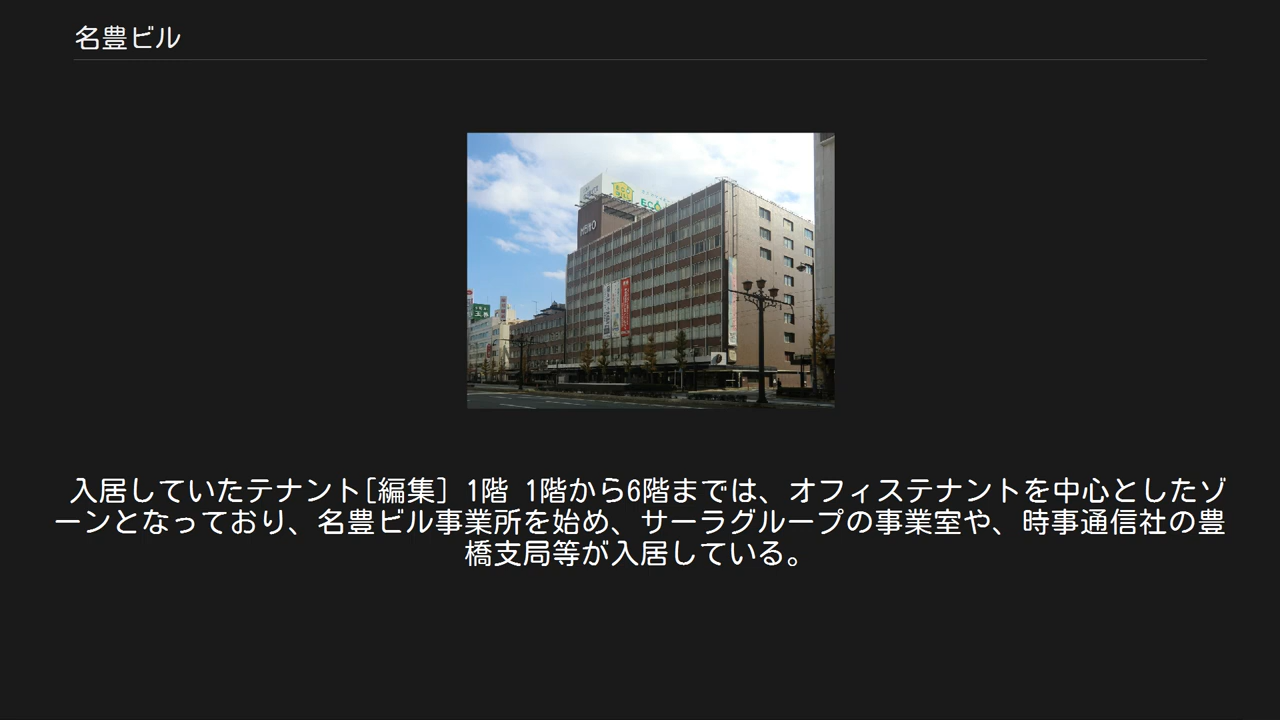 名豊ビル
MEIHO
ECO
入居していたテナント[編集] 1階 1階から6階までは、オフィステナントを中心としたゾ
ーンとなっており、名豊ビル事業所を始め、サーラグループの事業室や、時事通信社の豊
橋支局等が入居している。